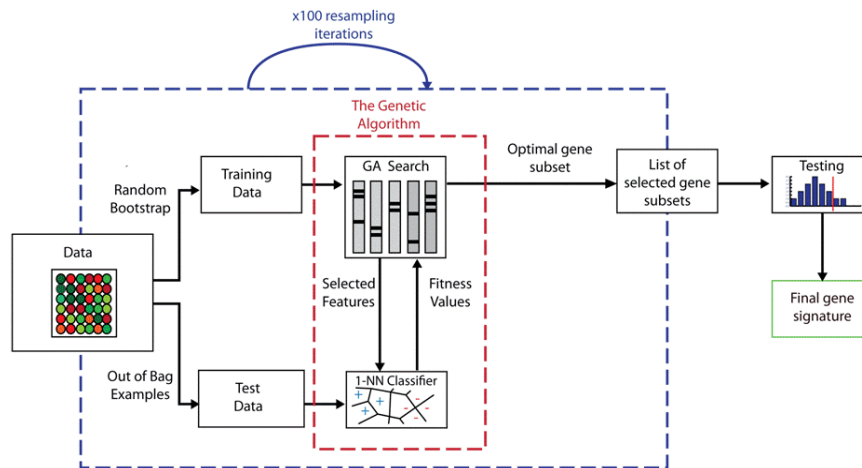 x100 resampling
iterations
The Genetic
Algorithm
GA Search
Training
Data
Random
Bootstrap
Optimal gene
subset
List of
selected gene
subsets
Testing
Data
Selected
Features
Fitness
Values
Final gene
signature
Out of Bag
Examples
Test
Data
1-NN Classifier